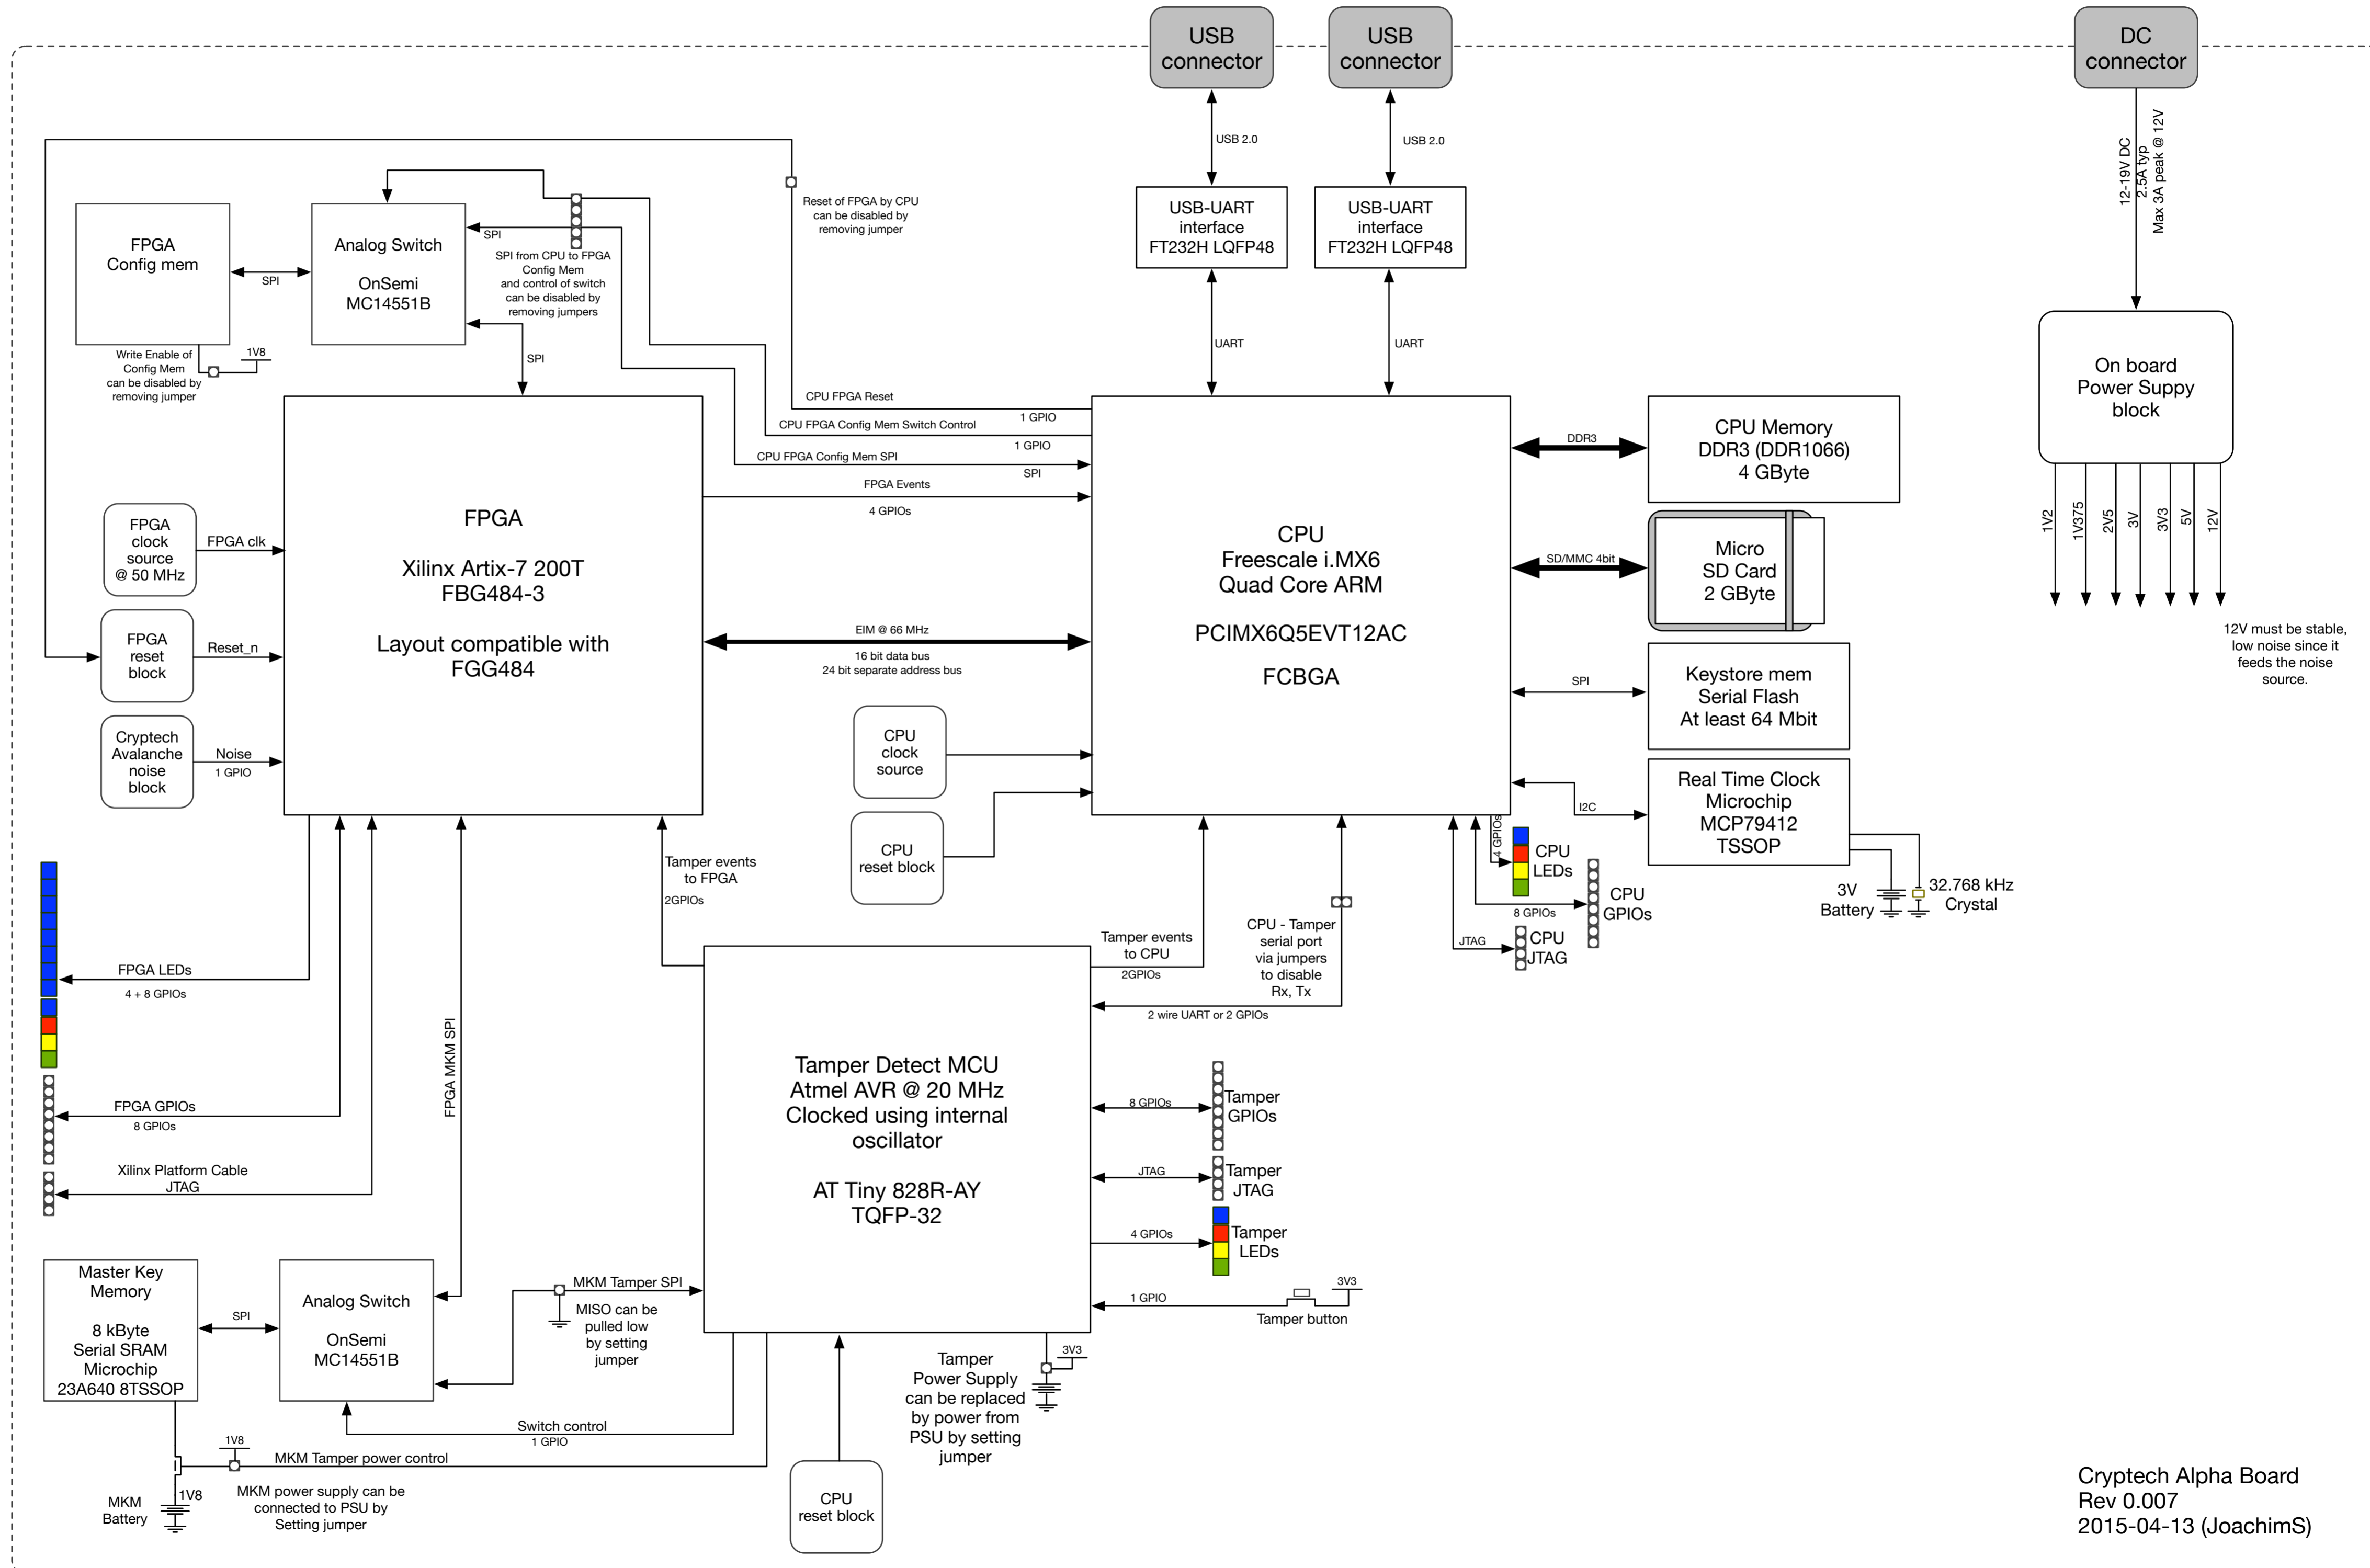 USB
connector
USB
connector
DC
connector
USB 2.0
USB 2.0
12-19V DC
2.5A typ
Max 3A peak @ 12V
USB-UART
interface
FT232H LQFP48
USB-UART
interface
FT232H LQFP48
Reset of FPGA by CPU
can be disabled by
removing jumper
FPGA
Config mem
SPI
Analog Switch
OnSemi
MC14551B
SPI
SPI from CPU to FPGA
Config Mem
and control of switch
can be disabled by
removing jumpers
SPI
Write Enable of
Config Mem
can be disabled by
removing jumper
1V8
UART
UART
On board
Power Suppy
block
1V2
1V375
2V5
3V
3V3
5V
12V
12V must be stable,
low noise since it
feeds the noise
source.
CPU FPGA Reset
1 GPIO
CPU FPGA Config Mem Switch Control
1 GPIO
CPU FPGA Config Mem SPI
SPI
FPGA Events
4 GPIOs
FPGA
clock
source
@ 50 MHz
FPGA clk
FPGA
reset
block
Reset_n
Cryptech
Avalanche
noise
block
Noise
1 GPIO
FPGA
Xilinx Artix-7 200T
FBG484-3
Layout compatible with
FGG484
EIM @ 66 MHz
16 bit data bus
24 bit separate address bus
CPU
Freescale i.MX6
Quad Core ARM
PCIMX6Q5EVT12AC
FCBGA
CPU
clock
source
CPU
reset block
DDR3
CPU Memory
DDR3 (DDR1066)
4 GByte
SD/MMC 4bit
Micro
SD Card
2 GByte
SPI
Keystore mem
Serial Flash
At least 64 Mbit
I2C
Real Time Clock
Microchip
MCP79412
TSSOP
3V
Battery
32.768 kHz
Crystal
4 GPIOs
CPU
LEDs
8 GPIOs
CPU
GPIOs
JTAG
CPU
JTAG
Tamper events
to FPGA
2GPIOs
Tamper events
to CPU
2GPIOs
CPU - Tamper
serial port
via jumpers
to disable
Rx, Tx
2 wire UART or 2 GPIOs
FPGA LEDs
4 + 8 GPIOs
FPGA GPIOs
8 GPIOs
Xilinx Platform Cable
JTAG
FPGA MKM SPI
Tamper Detect MCU
Atmel AVR @ 20 MHz
Clocked using internal
oscillator
AT Tiny 828R-AY
TQFP-32
8 GPIOs
Tamper
GPIOs
JTAG
Tamper
JTAG
4 GPIOs
Tamper
LEDs
1 GPIO
3V3
Tamper button
Master Key
Memory
8 kByte
Serial SRAM
Microchip
23A640 8TSSOP
SPI
Analog Switch
OnSemi
MC14551B
MKM Tamper SPI
MISO can be
pulled low
by setting
jumper
Tamper
Power Supply
can be replaced
by power from
PSU by setting
jumper
3V3
Switch control
1 GPIO
1V8
MKM Tamper power control
MKM
Battery
1V8
MKM power supply can be
connected to PSU by
Setting jumper
CPU
reset block
Cryptech Alpha Board
Rev 0.007
2015-04-13 (JoachimS)